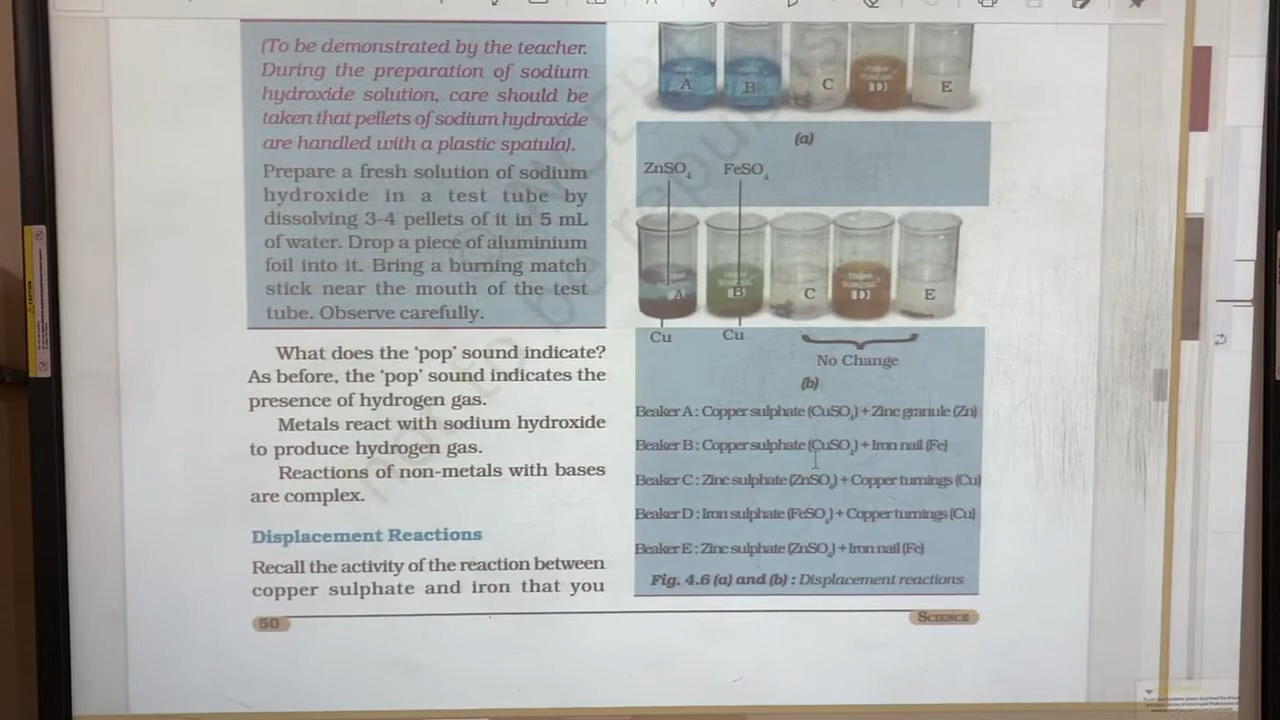 (To be demonstrated by the teacher.
During the preparation of sodium
hydroxide solution, care should be
taken that pellets of sodium hydroxide
are handled with a plastic spatula).
Prepare a fresh solution of sodium
hydroxide in a test tube by
dissolving 3-4 pellets of it in 5 mL
of water. Drop a piece of aluminium
foil into it. Bring a burning match
stick near the mouth of the test
tube. Observe carefully.
What does the ‘pop’ sound indicate?
As before, the ‘pop’ sound indicates the
presence of hydrogen gas.
Metals react with sodium hydroxide
to produce hydrogen gas.
Reactions of non-metals with bases
are complex.
Displacement Reactions
Recall the activity of the reaction between
copper sulphate and iron that you
50
A B C D E
(a)
ZnSO₄ FeSO₄
A B C D E
Cu Cu
No Change
(b)
Beaker A : Copper sulphate (CuSO₄) + Zinc granule (Zn)
Beaker B : Copper sulphate (CuSO₄) + Iron nail (Fe)
Beaker C : Zinc sulphate (ZnSO₄) + Copper turnings (Cu)
Beaker D : Iron sulphate (FeSO₄) + Copper turnings (Cu)
Beaker E : Zinc sulphate (ZnSO₄) + Iron nail (Fe)
Fig. 4.6 (a) and (b) : Displacement reactions
SCIENCE